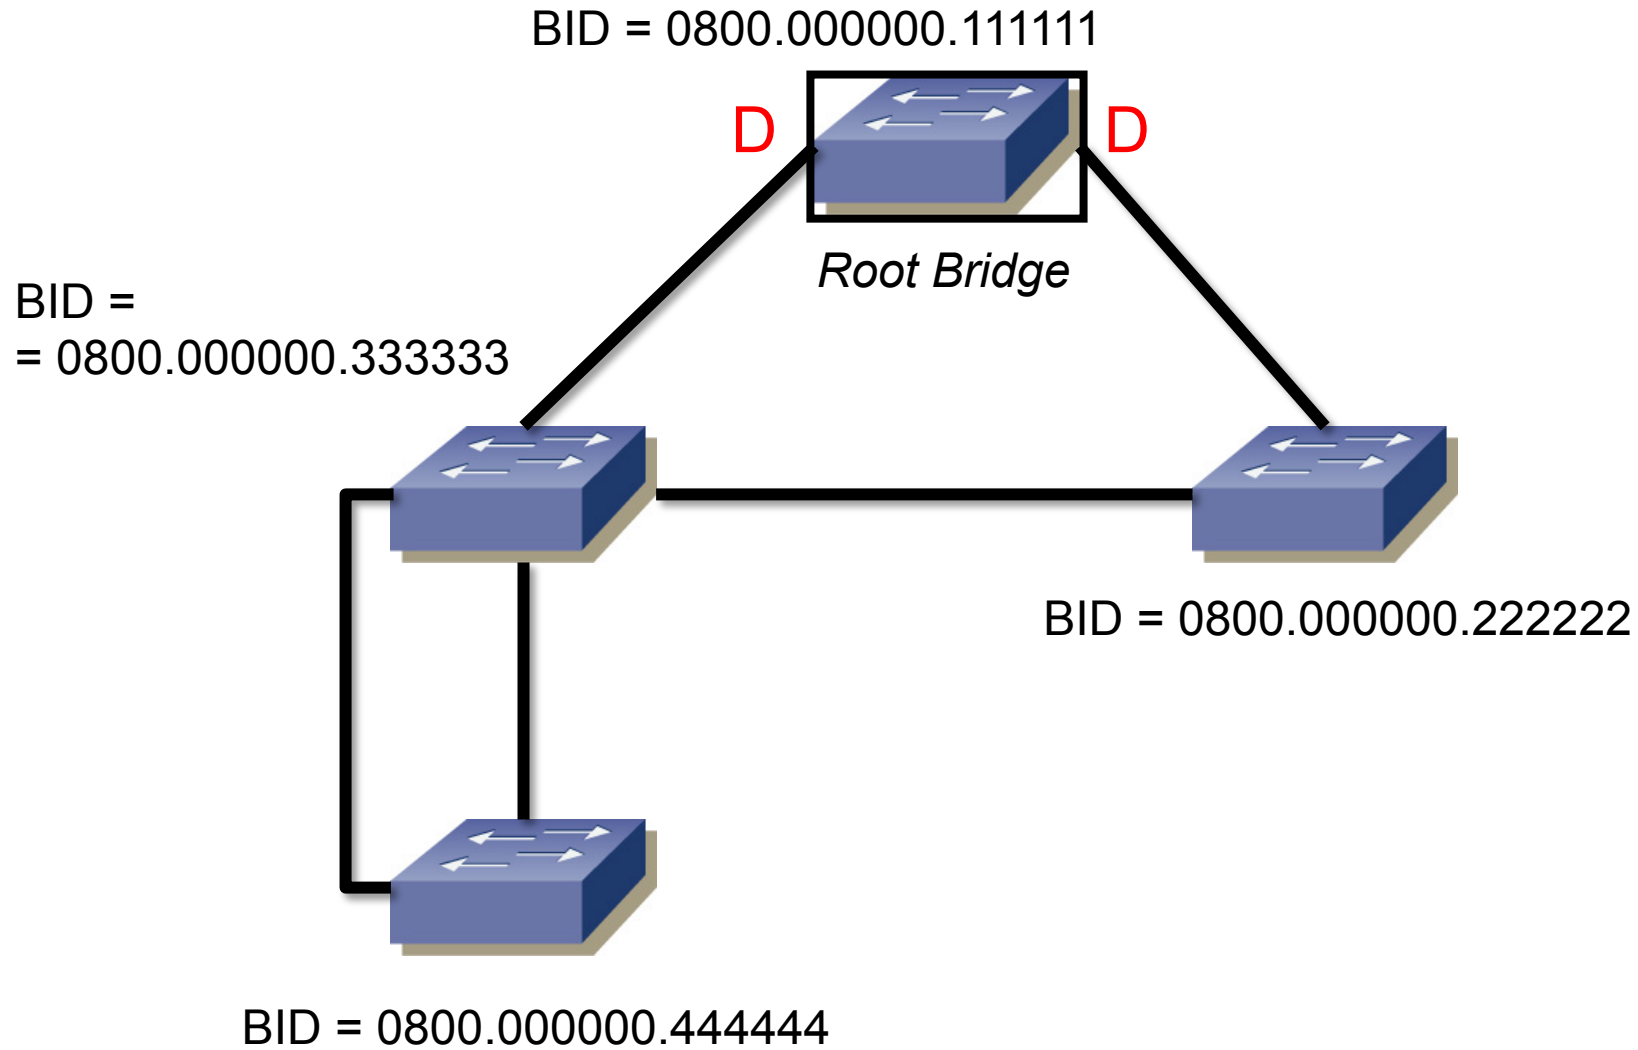 BID = 0800.000000.111111
D
D
Root Bridge
BID =
= 0800.000000.333333
BID = 0800.000000.222222
BID = 0800.000000.444444